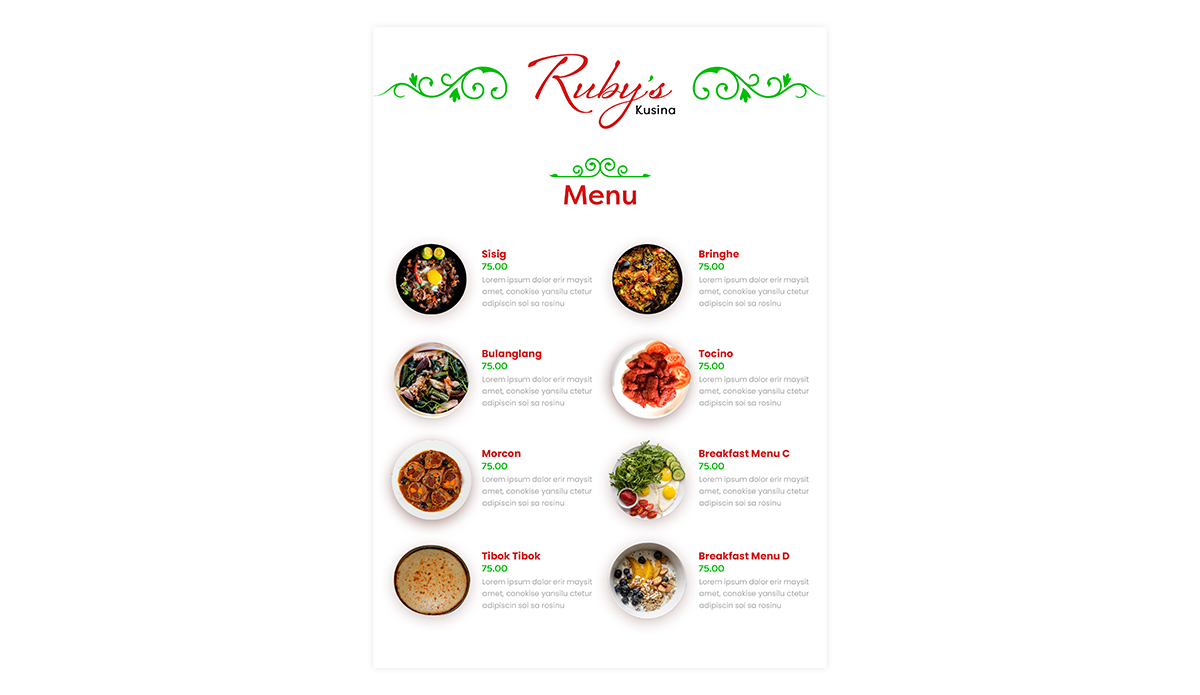 Ruby's
Kusina
Menu
Sisig
75.00
Lorem ipsum dolor erir maysit
amet, conokise yansilu ctetur
adipiscin soi sa rosinu
Bringhe
75.00
Lorem ipsum dolor erir maysit
amet, conokise yansilu ctetur
adipiscin soi sa rosinu
Bulanglang
75.00
Lorem ipsum dolor erir maysit
amet, conokise yansilu ctetur
adipiscin soi sa rosinu
Tocino
75.00
Lorem ipsum dolor erir maysit
amet, conokise yansilu ctetur
adipiscin soi sa rosinu
Morcon
75.00
Lorem ipsum dolor erir maysit
amet, conokise yansilu ctetur
adipiscin soi sa rosinu
Breakfast Menu C
75.00
Lorem ipsum dolor erir maysit
amet, conokise yansilu ctetur
adipiscin soi sa rosinu
Tibok Tibok
75.00
Lorem ipsum dolor erir maysit
amet, conokise yansilu ctetur
adipiscin soi sa rosinu
Breakfast Menu D
75.00
Lorem ipsum dolor erir maysit
amet, conokise yansilu ctetur
adipiscin soi sa rosinu